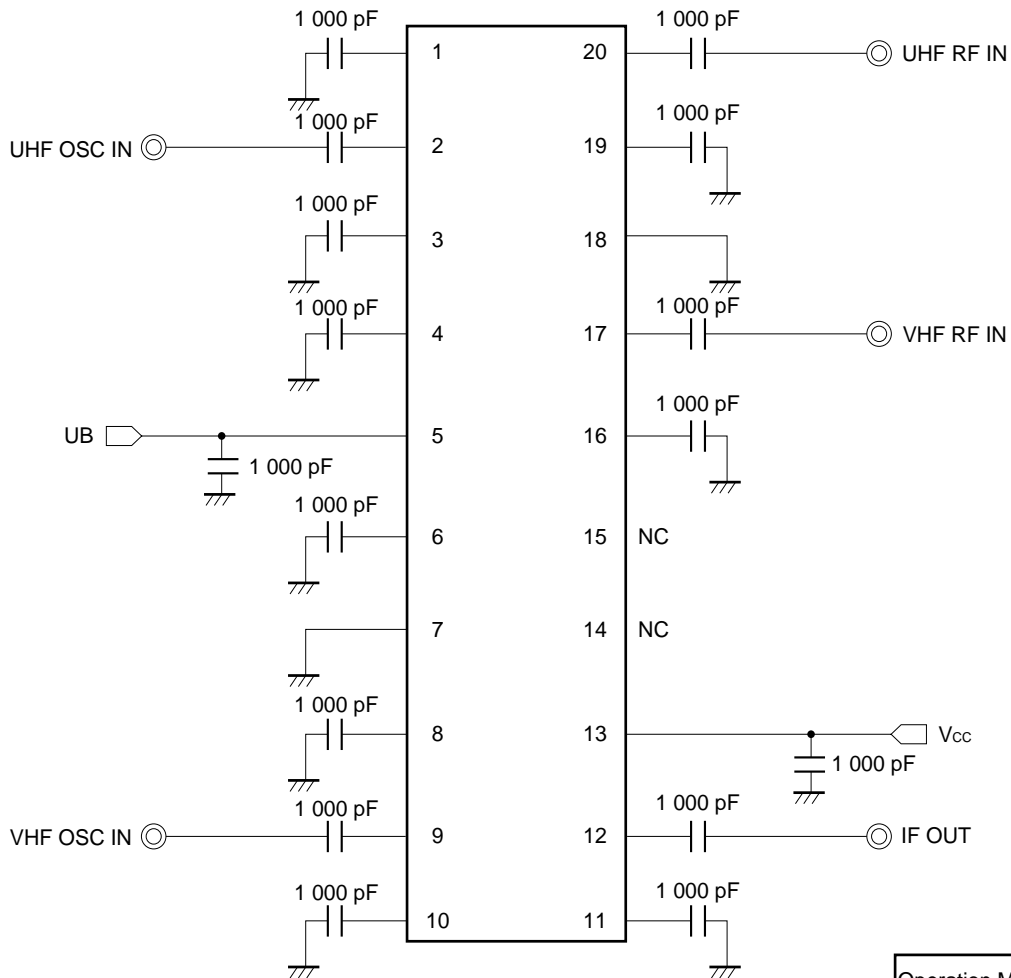 1 000 pF
1 000 pF
1
20
UHF RF IN
1 000 pF
1 000 pF
UHF OSC IN
2
19
1 000 pF
3
18
1 000 pF
1 000 pF
4
17
VHF RF IN
1 000 pF
UB
5
16
1 000 pF
1 000 pF
6
15
NC
7
14
NC
1 000 pF
8
13
Vcc
1 000 pF
1 000 pF
1 000 pF
VHF OSC IN
9
12
IF OUT
1 000 pF
1 000 pF
10
11
Operation M